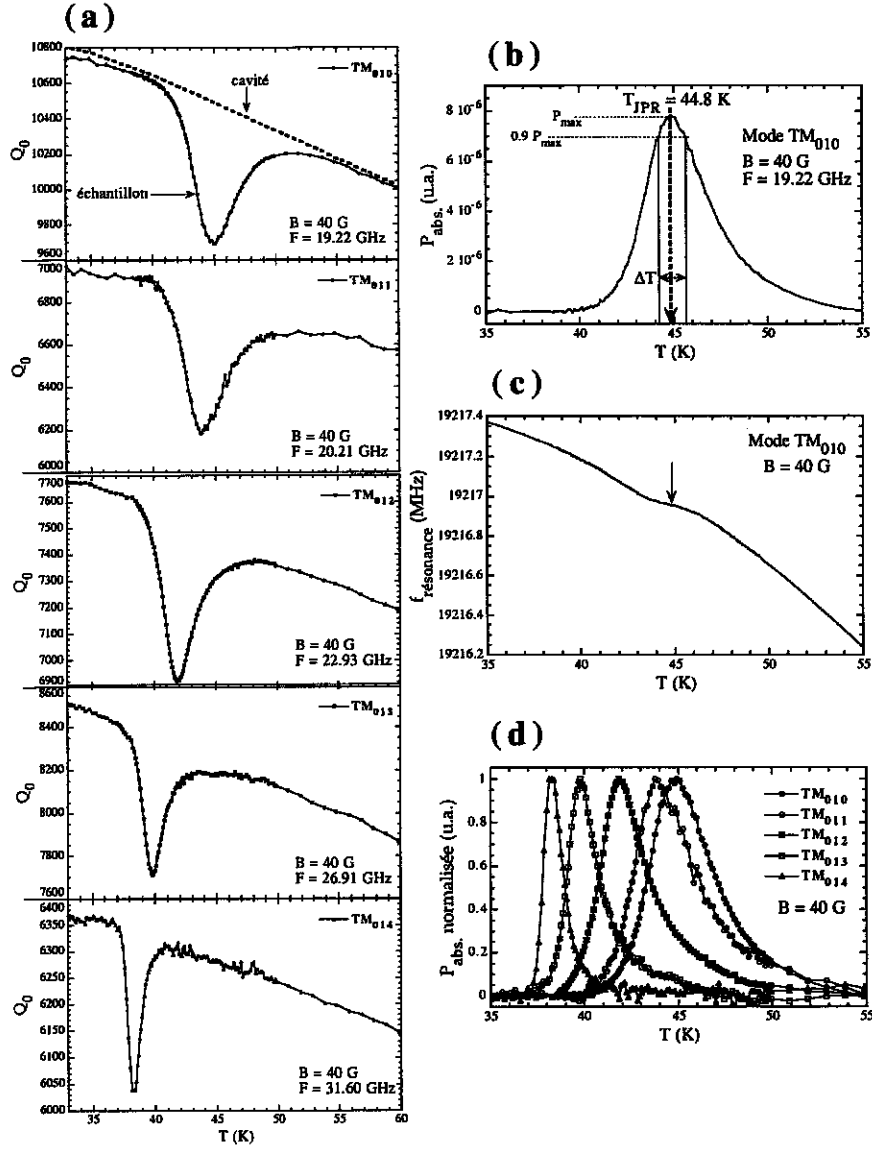 (a)
10800
10600
10400
10200
10000
9800
9600
Q0
TM010
cavité
échantillon
B = 40 G
F = 19.22 GHz
7000
6800
6600
6400
6200
6000
Q0
TM011
B = 40 G
F = 20.21 GHz
7700
7600
7500
7400
7300
7200
7100
7000
6900
Q0
TM012
B = 40 G
F = 22.93 GHz
8600
8400
8200
8000
7800
7600
Q0
TM013
B = 40 G
F = 26.91 GHz
6400
6350
6300
6250
6200
6150
6100
6050
6000
Q0
TM014
B = 40 G
F = 31.60 GHz
35 40 45 50 55 60
T (K)
(b)
TJPR = 44.8 K
Pmax
0.9 Pmax
Mode TM010
B = 40 G
F = 19.22 GHz
ΔT
8 10-6
6 10-6
4 10-6
2 10-6
0
Pabs. (u.a.)
35 40 45 50 55
T (K)
(c)
19217.4
19217.2
19217
19216.8
19216.6
19216.4
19216.2
frésonance (MHz)
Mode TM010
B = 40 G
35 40 45 50 55
T (K)
(d)
1
0.8
0.6
0.4
0.2
0
Pabs. normalisée (u.a.)
TM010
TM011
TM012
TM013
TM014
B = 40 G
35 40 45 50 55
T (K)